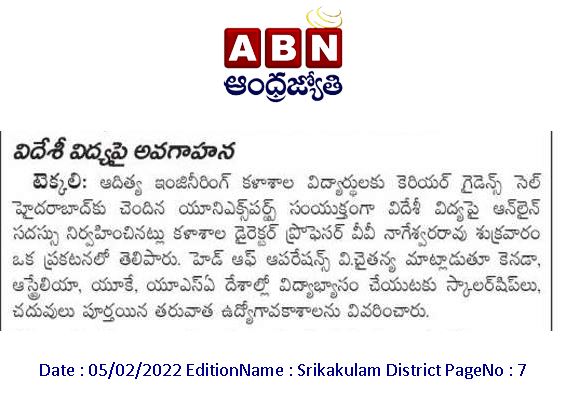 ABN
ఆంధ్రజ్యోతి
విదేశీ విద్యపై అవగాహన
టెక్కలి: ఆదిత్య ఇంజినీరింగ్ కళాశాల విద్యార్థులకు కెరియర్ గైడెన్స్ సెల్
హైదరాబాద్‌కు చెందిన యూనిఎక్స్‌పర్ట్స్ సంయుక్తంగా విదేశీ విద్యపై ఆన్‌లైన్
సదస్సు నిర్వహించినట్లు కళాశాల డైరెక్టర్ ప్రొఫెసర్ వీవీ నాగేశ్వరరావు శుక్రవారం
ఒక ప్రకటనలో తెలిపారు. హెడ్ ఆఫ్ ఆపరేషన్స్ వి.చైతన్య మాట్లాడుతూ కెనడా,
ఆస్ట్రేలియా, యూకే, యూఎస్ఏ దేశాల్లో విద్యాభ్యాసం చేయుటకు స్కాలర్‌షిప్‌లు,
చదువులు పూర్తయిన తరువాత ఉద్యోగావకాశాలను వివరించారు.
Date : 05/02/2022 EditionName : Srikakulam District PageNo : 7